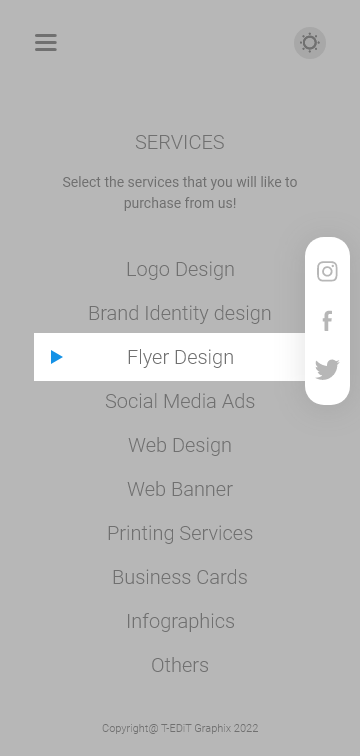 SERVICES
Select the services that you will like to
purchase from us!
Logo Design
Brand Identity design
Flyer Design
Social Media Ads
Web Design
Web Banner
Printing Services
Business Cards
Infographics
Others
Copyright@ T-EDiT Graphix 2022